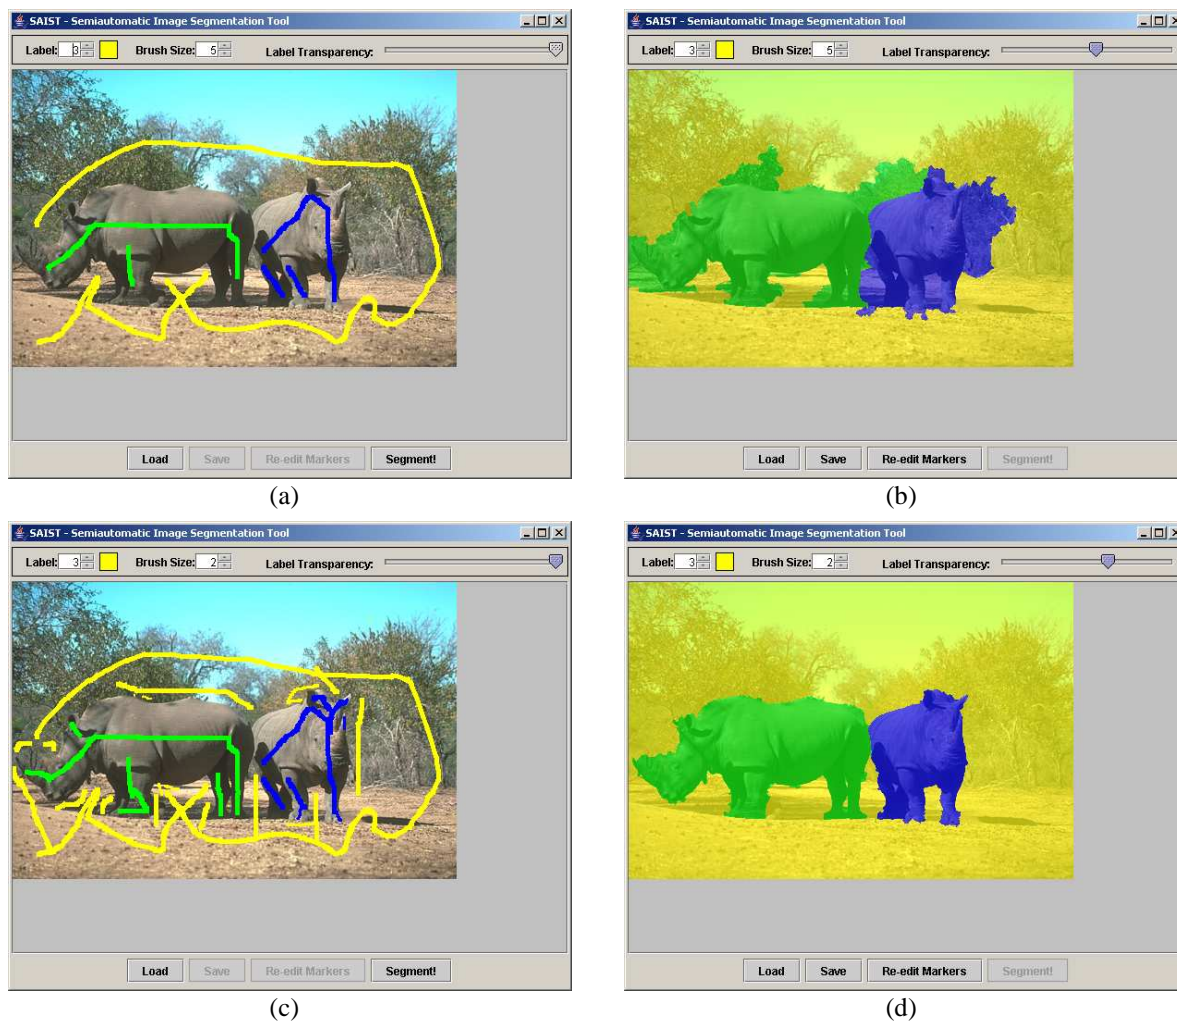 SAIST - Semiautomatic Image Segmentation Tool
Label: 3 Brush Size: 5 Label Transparency:
Load Save Re-edit Markers Segment!
(a)
SAIST - Semiautomatic Image Segmentation Tool
Label: 3 Brush Size: 5 Label Transparency:
Load Save Re-edit Markers Segment!
(b)
SAIST - Semiautomatic Image Segmentation Tool
Label: 3 Brush Size: 2 Label Transparency:
Load Save Re-edit Markers Segment!
(c)
SAIST - Semiautomatic Image Segmentation Tool
Label: 3 Brush Size: 2 Label Transparency:
Load Save Re-edit Markers Segment!
(d)